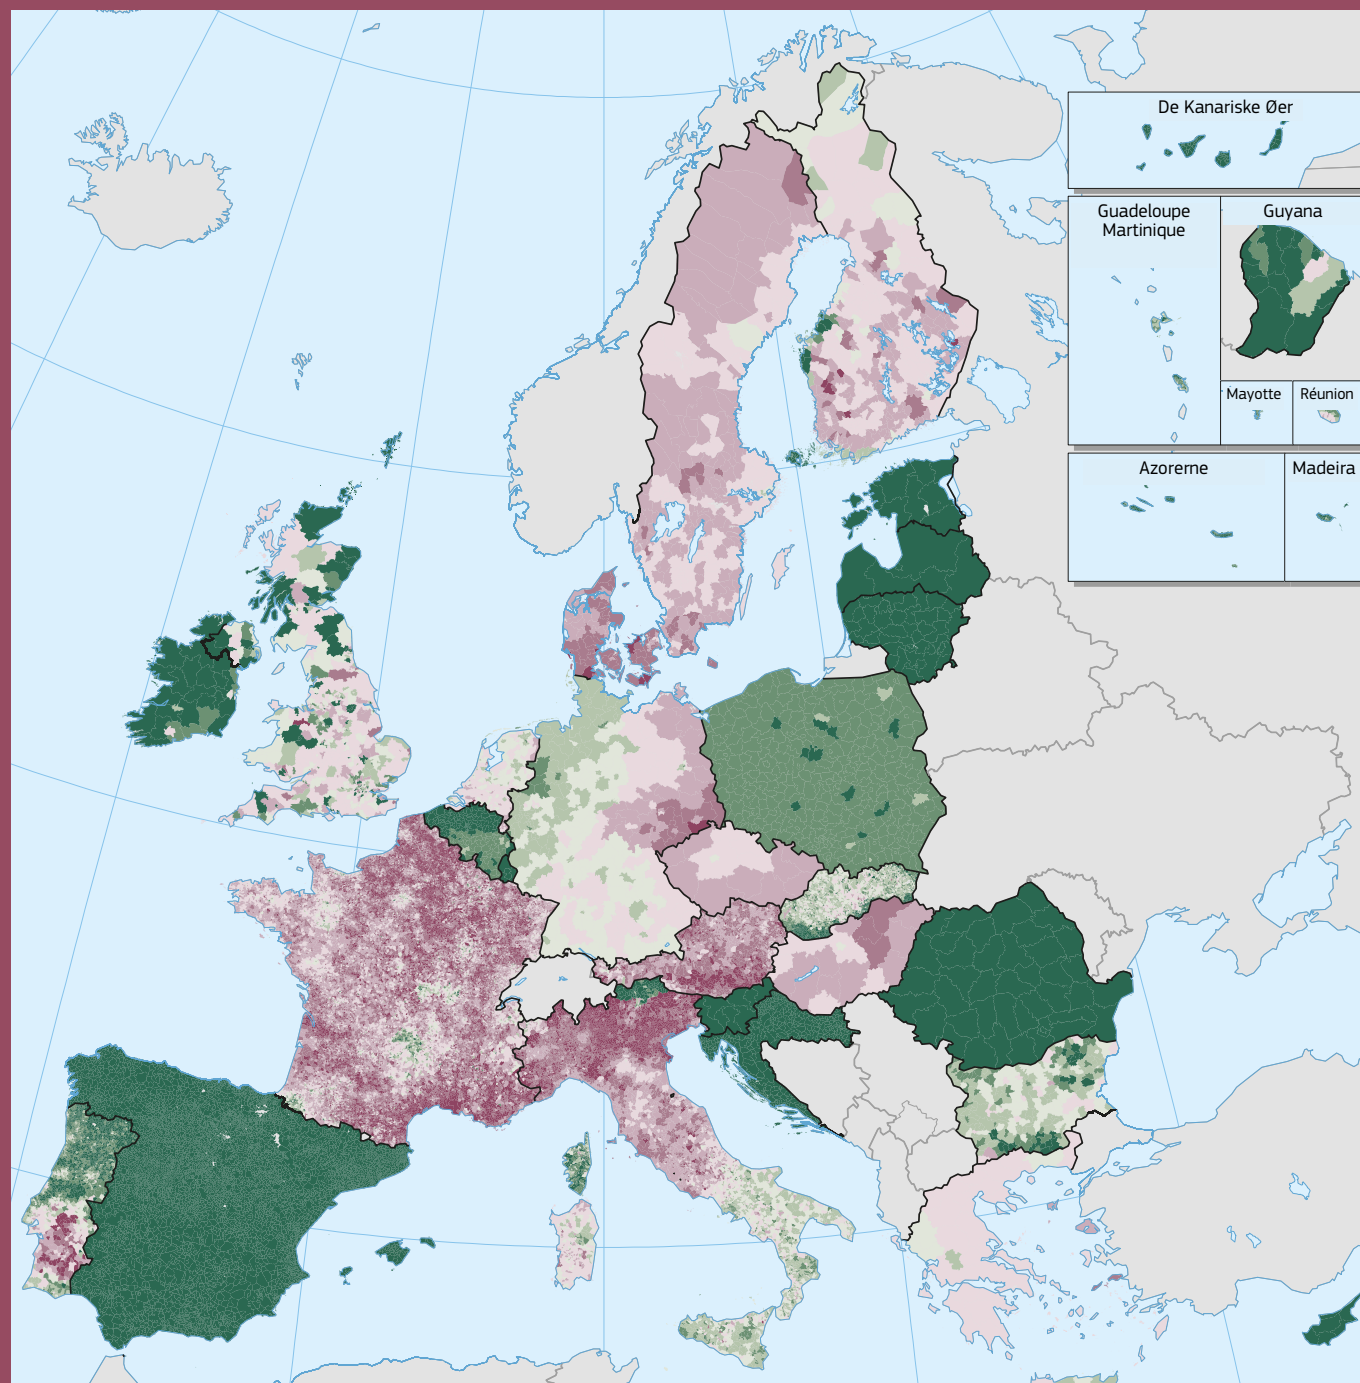 De Kanariske Øer
Guadeloupe
Martinique
Guyana
Mayotte
Réunion
Azorerne
Madeira